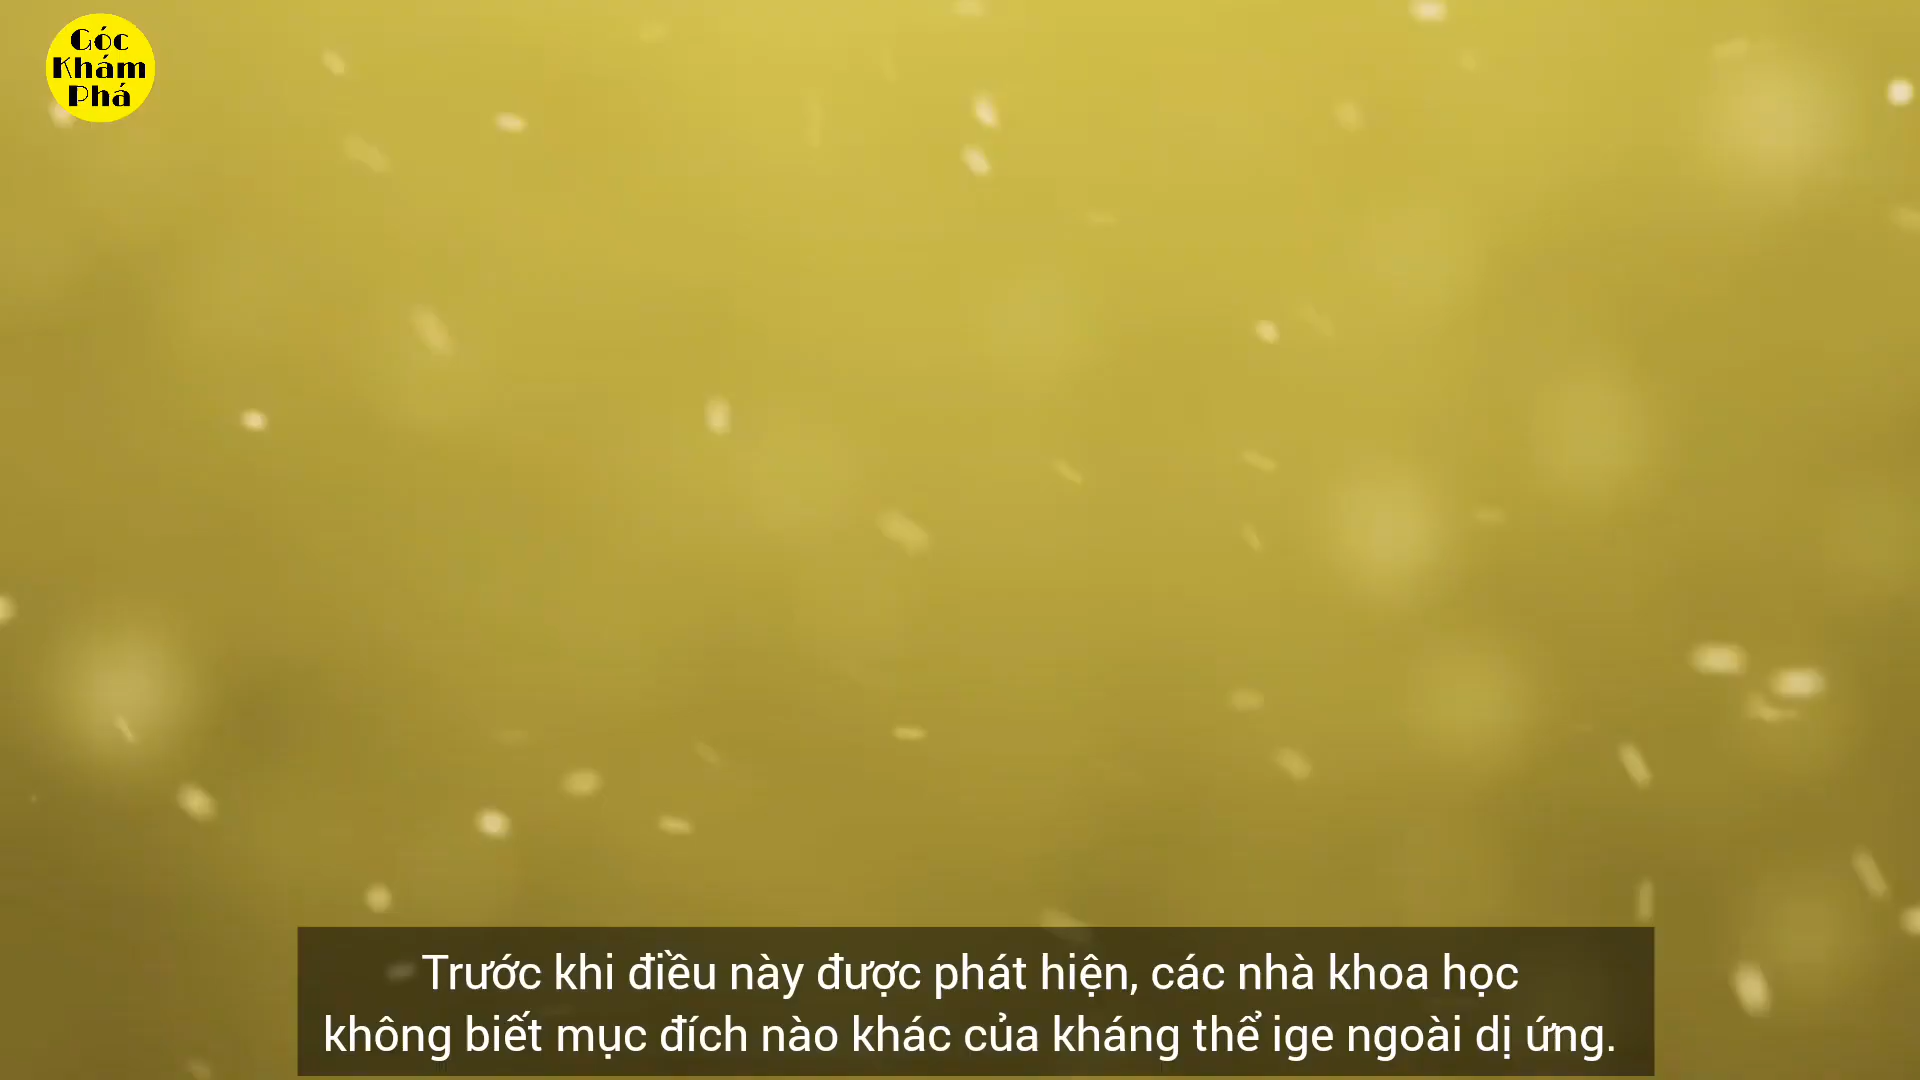 Góc
Khám
Phá
Trước khi điều này được phát hiện, các nhà khoa học
không biết mục đích nào khác của kháng thể ige ngoài dị ứng.